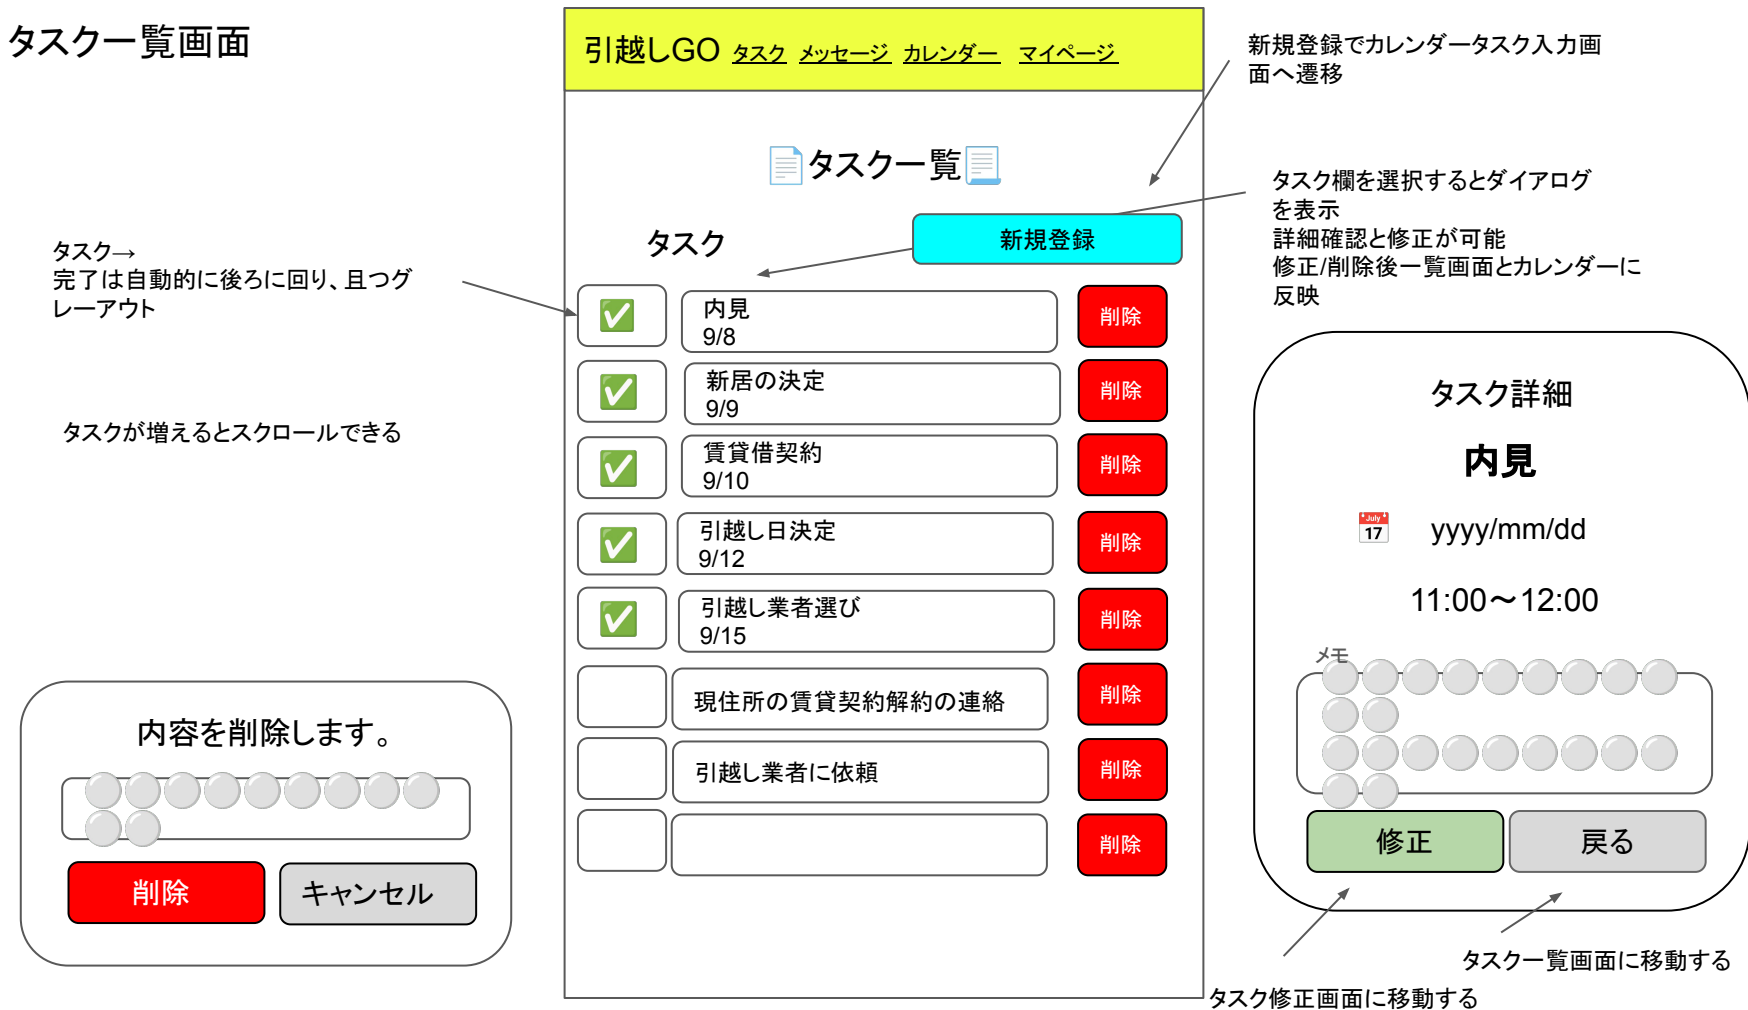 タスク一覧画面
引越しGO タスク メッセージ カレンダー マイページ
新規登録でカレンダータスク入力画
面へ遷移
📄タスク一覧📃
タスク欄を選択するとダイアログ
を表示
詳細確認と修正が可能
修正/削除後一覧画面とカレンダーに
反映
タスク
新規登録
タスク→
完了は自動的に後ろに回り、且つグ
レーアウト
タスクが増えるとスクロールできる
✅
内見
9/8
削除
✅
新居の決定
9/9
削除
✅
賃貸借契約
9/10
削除
✅
引越し日決定
9/12
削除
✅
引越し業者選び
9/15
削除
現住所の賃貸契約解約の連絡
削除
引越し業者に依頼
削除
削除
内容を削除します。
削除
キャンセル
タスク詳細
内見
📅 yyyy/mm/dd
11:00～12:00
メモ
修正
戻る
タスク一覧画面に移動する
タスク修正画面に移動する